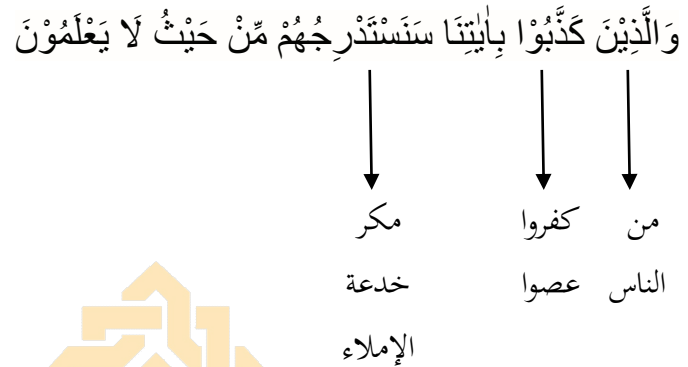 وَالَّذِيْنَ كَذَّبُوْا بِاٰيٰتِنَا سَنَسْتَدْرِجُهُمْ مِّنْ حَيْثُ لَا يَعْلَمُوْنَ
من كفروا مكر
الناس عصوا خدعة
الإملاء